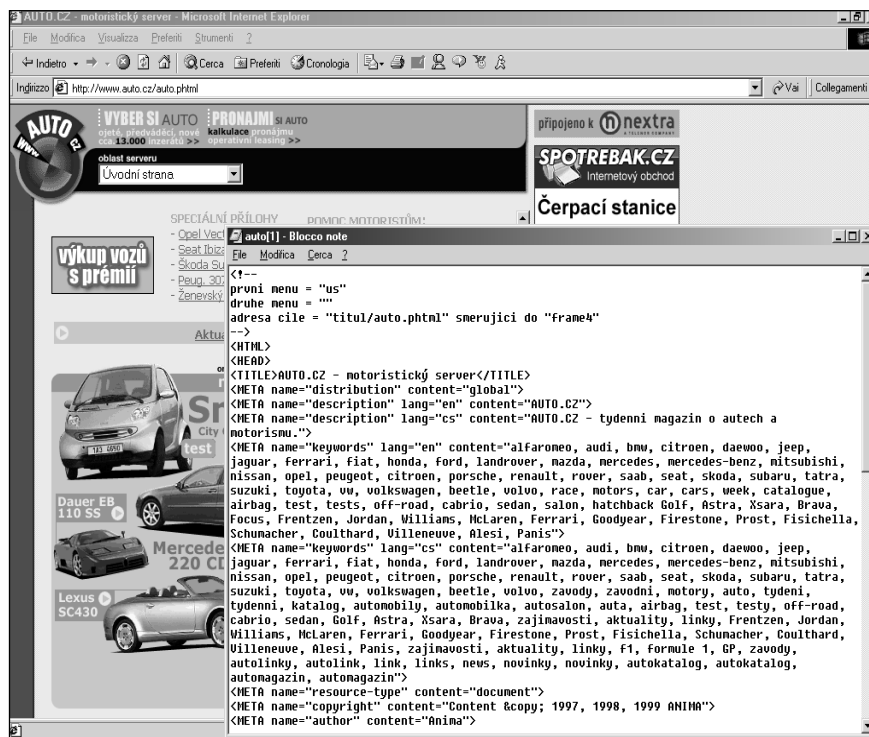 AUTO.CZ - motoristický server - Microsoft Internet Explorer
File Modifica Visualizza Preferiti Strumenti ?
Indietro Cerca Preferiti Cronologia
Indirizzo http://www.auto.cz/auto.phtml Vai Collegamenti
AUTO
www CZ
VYBER SI AUTO
ojeté, předváděcí, nové
cca.13.000 inzerátů >>
PRONAJMI SI AUTO
kalkulace pronájmu
operativní leasing >>
oblast serveru
Úvodní strana
připojeno k nextra
SPOTREBAK.CZ
Internetový obchod
Čerpací stanice
SPECIÁLNÍ PŘÍLOHY POMOC MOTORISTŮM!
výkup vozů
s prémií
- Opel Vect
- Seat Ibiza
- Škoda Su
- Peug. 307
- Ženevský
Aktua
Sr
City
test
Dauer EB
110 SS
Mercede
220 CD
Lexus
SC430
auto[1] - Blocco note
File Modifica Cerca ?
<!--
prvni menu = "us"
druhe menu = ""
adresa cile = "titul/auto.phtml" smerujici do "frame4"
-->
<HTML>
<HEAD>
<TITLE>AUTO.CZ - motoristický server</TITLE>
<META name="distribution" content="global">
<META name="description" lang="en" content="AUTO.CZ">
<META name="description" lang="cs" content="AUTO.CZ - tydenni magazin o autech a
motorismu.">
<META name="keywords" lang="en" content="alfaromeo, audi, bmw, citroen, daewoo, jeep,
jaguar, ferrari, fiat, honda, ford, landrover, mazda, mercedes, mercedes-benz, mitsubishi,
nissan, opel, peugeot, citroen, porsche, renault, rover, saab, seat, skoda, subaru, tatra,
suzuki, toyota, vw, volkswagen, beetle, volvo, race, motors, car, cars, week, catalogue,
airbag, test, tests, off-road, cabrio, sedan, salon, hatchback Golf, Astra, Xsara, Brava,
Focus, Frentzen, Jordan, Williams, McLaren, Ferrari, Goodyear, Firestone, Prost, Fisichella,
Schumacher, Coulthard, Villeneuve, Alesi, Panis">
<META name="keywords" lang="cs" content="alfaromeo, audi, bmw, citroen, daewoo, jeep,
jaguar, ferrari, fiat, honda, ford, landrover, mazda, mercedes, mercedes-benz, mitsubishi,
nissan, opel, peugeot, citroen, porsche, renault, rover, saab, seat, skoda, subaru, tatra,
suzuki, toyota, vw, volkswagen, beetle, volvo, zavody, zavodni, motory, auto, tydeni,
tydenni, katalog, automobily, automobilka, autosalon, auta, airbag, test, testy, off-road,
cabrio, sedan, Golf, Astra, Xsara, Brava, zajimavosti, aktuality, linky, Frentzen, Jordan,
Williams, McLaren, Ferrari, Goodyear, Firestone, Prost, Fisichella, Schumacher, Coulthard,
Villeneuve, Alesi, Panis, zajimavosti, aktuality, linky, f1, formule 1, GP, zavody,
autolinky, autolink, link, links, news, novinky, novinky, autokatalog, autokatalog,
automagazin, automagazin">
<META name="resource-type" content="document">
<META name="copyright" content="Content &copy; 1997, 1998, 1999 ANIMA">
<META name="author" content="Anima">